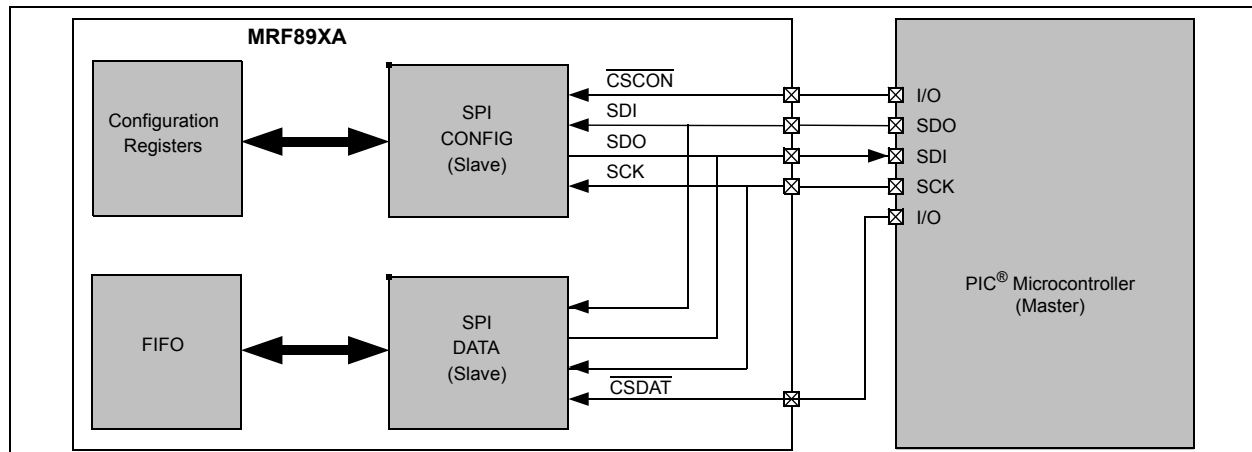 MRF89XA
Configuration
Registers
SPI
CONFIG
(Slave)
CSCON
SDI
SDO
SCK
I/O
SDO
SDI
SCK
I/O
PIC® Microcontroller
(Master)
FIFO
SPI
DATA
(Slave)
CSDAT